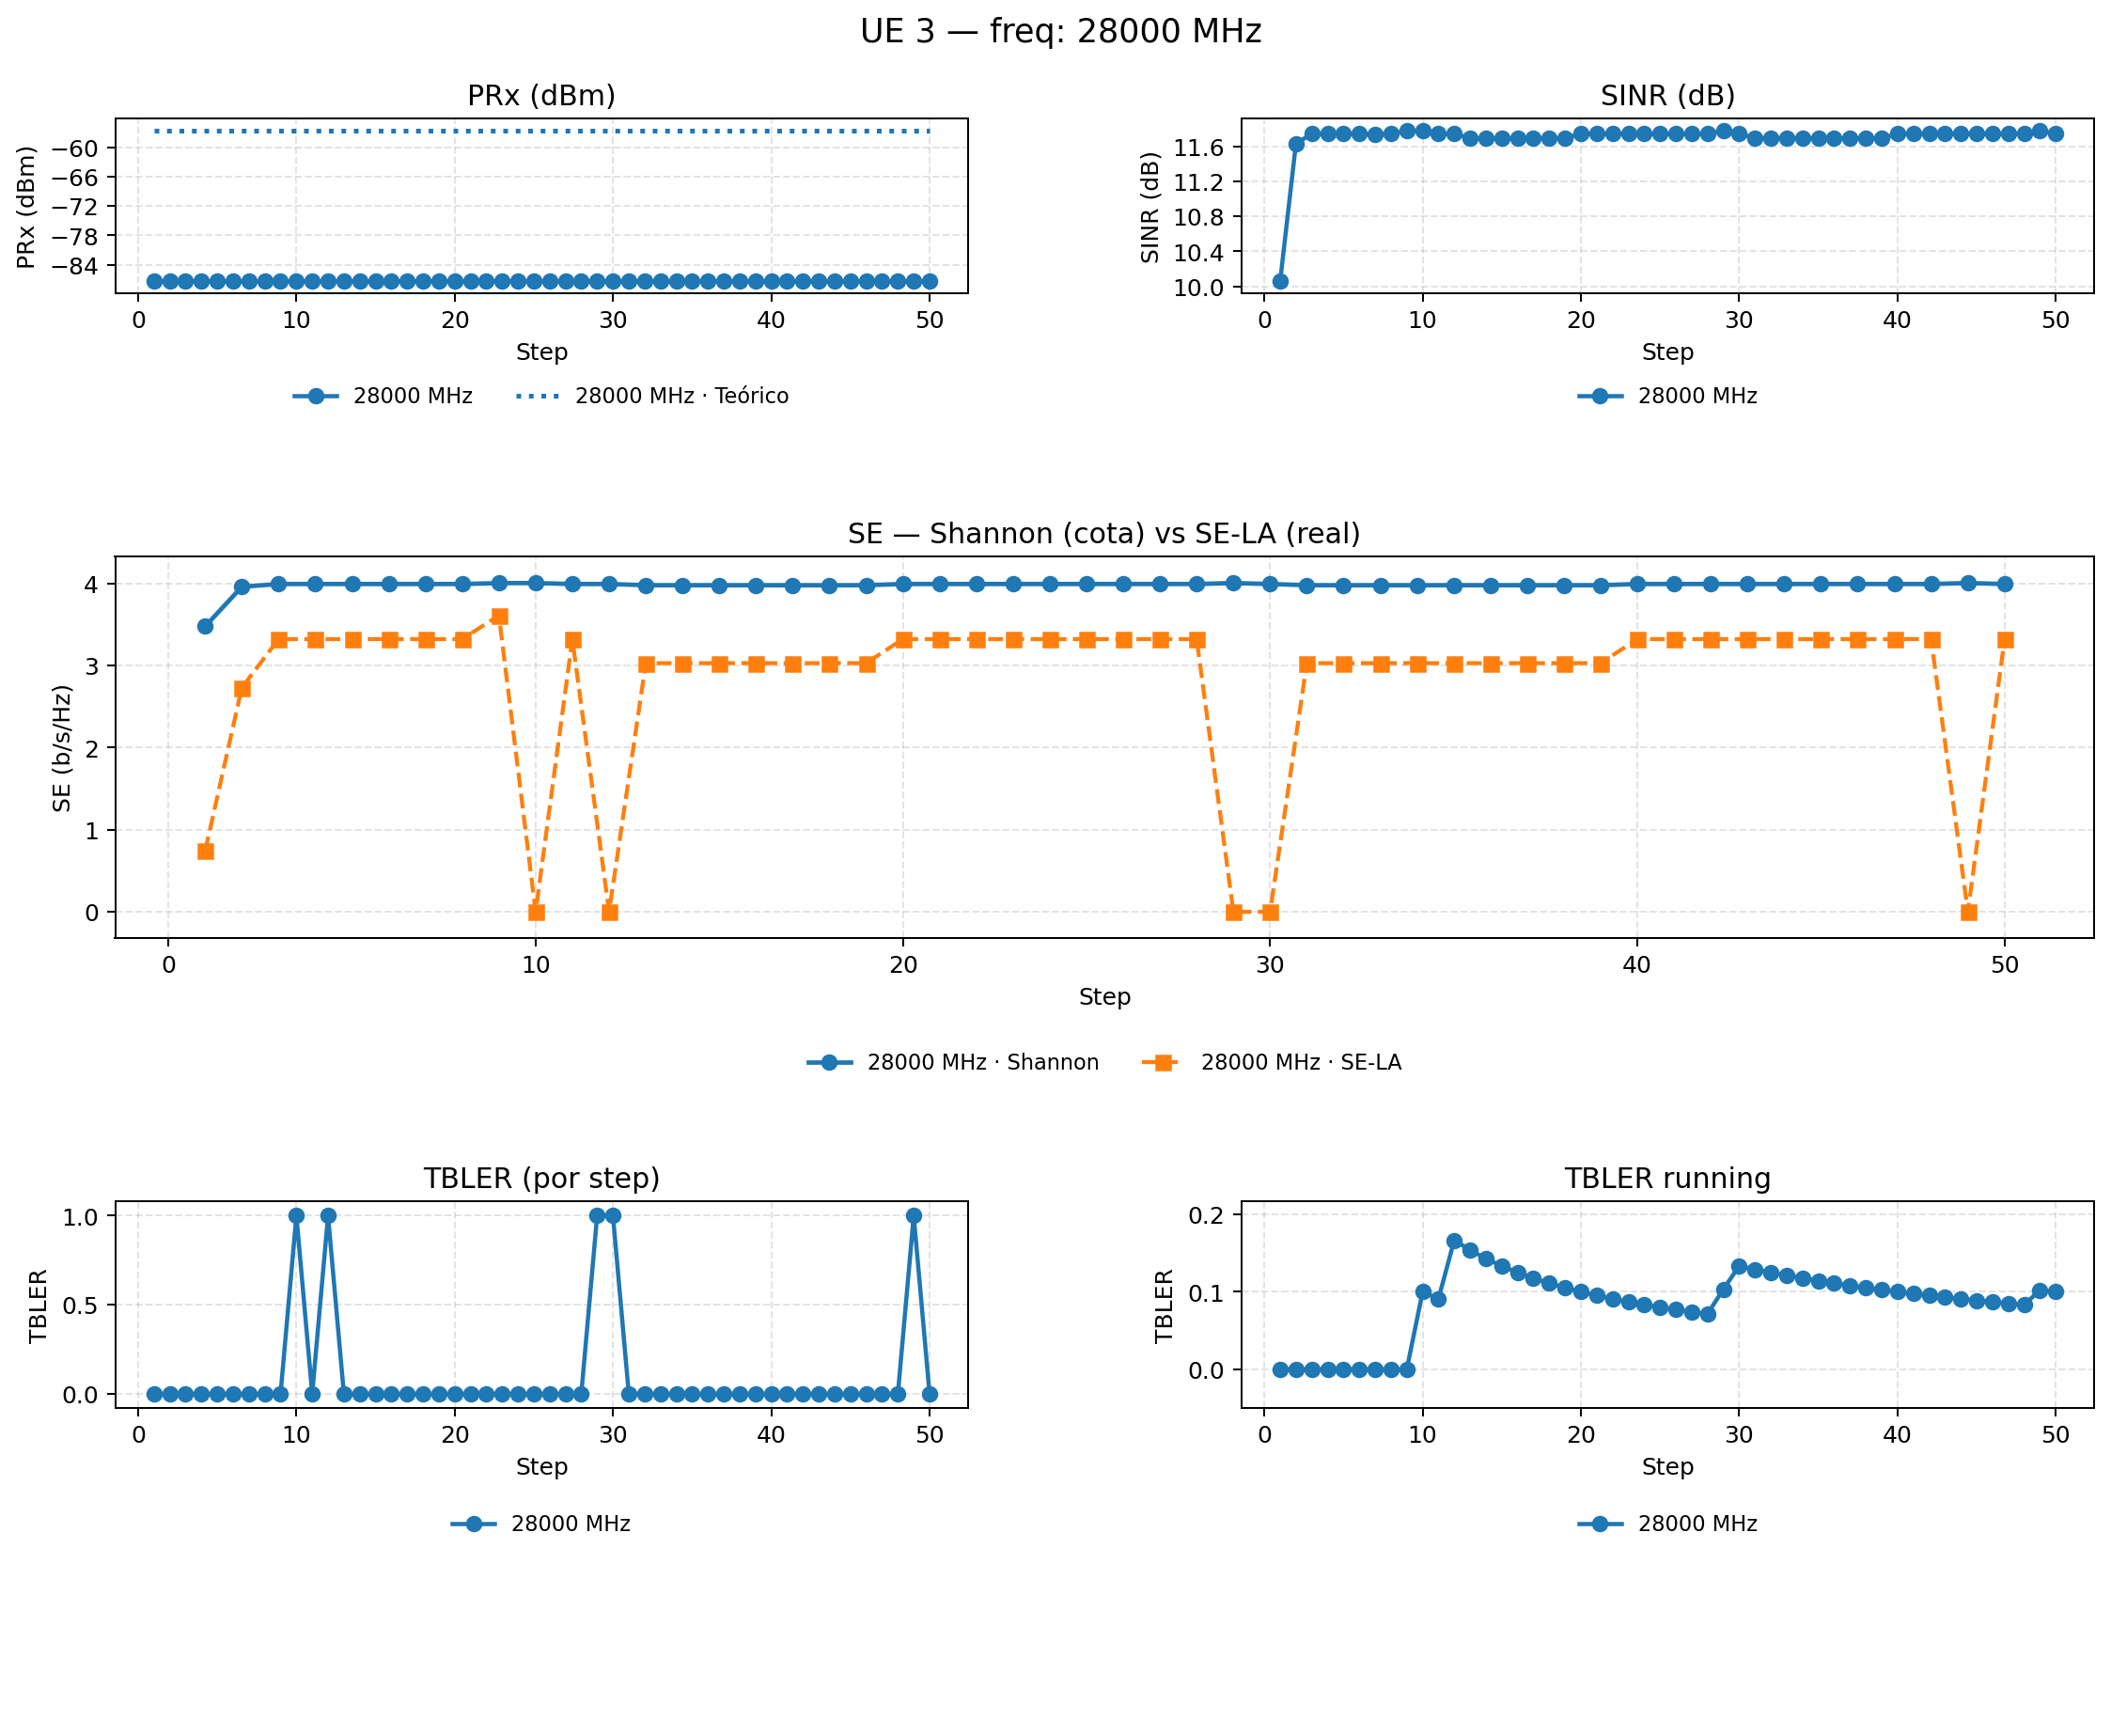 UE 3 — freq: 28000 MHz
PRx (dBm)
PRx (dBm)
−60
−66
−72
−78
−84
0 10 20 30 40 50
Step
28000 MHz 28000 MHz · Teórico
SINR (dB)
SINR (dB)
11.6
11.2
10.8
10.4
10.0
0 10 20 30 40 50
Step
28000 MHz
SE — Shannon (cota) vs SE-LA (real)
SE (b/s/Hz)
4
3
2
1
0
0 10 20 30 40 50
Step
28000 MHz · Shannon 28000 MHz · SE-LA
TBLER (por step)
TBLER
1.0
0.5
0.0
0 10 20 30 40 50
Step
28000 MHz
TBLER running
TBLER
0.2
0.1
0.0
0 10 20 30 40 50
Step
28000 MHz